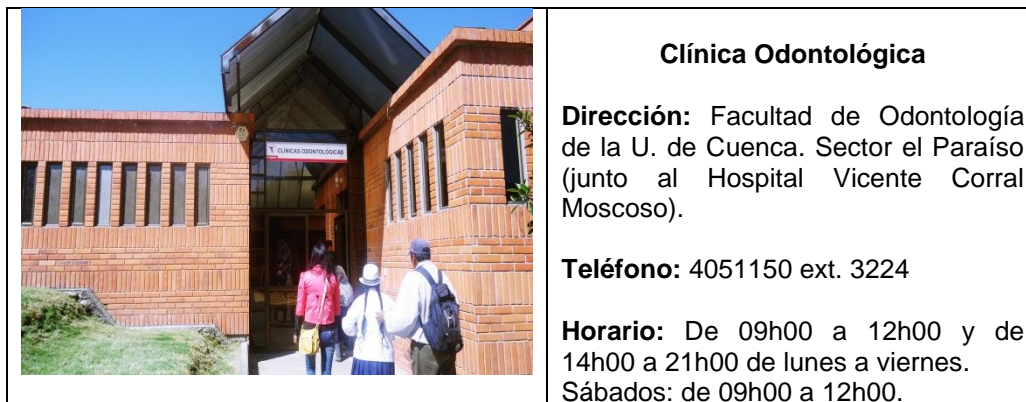 CLÍNICAS ODONTOLÓGICAS
Clínica Odontológica
Dirección: Facultad de Odontología
de la U. de Cuenca. Sector el Paraíso
(junto al Hospital Vicente Corral
Moscoso).
Teléfono: 4051150 ext. 3224
Horario: De 09h00 a 12h00 y de
14h00 a 21h00 de lunes a viernes.
Sábados: de 09h00 a 12h00.